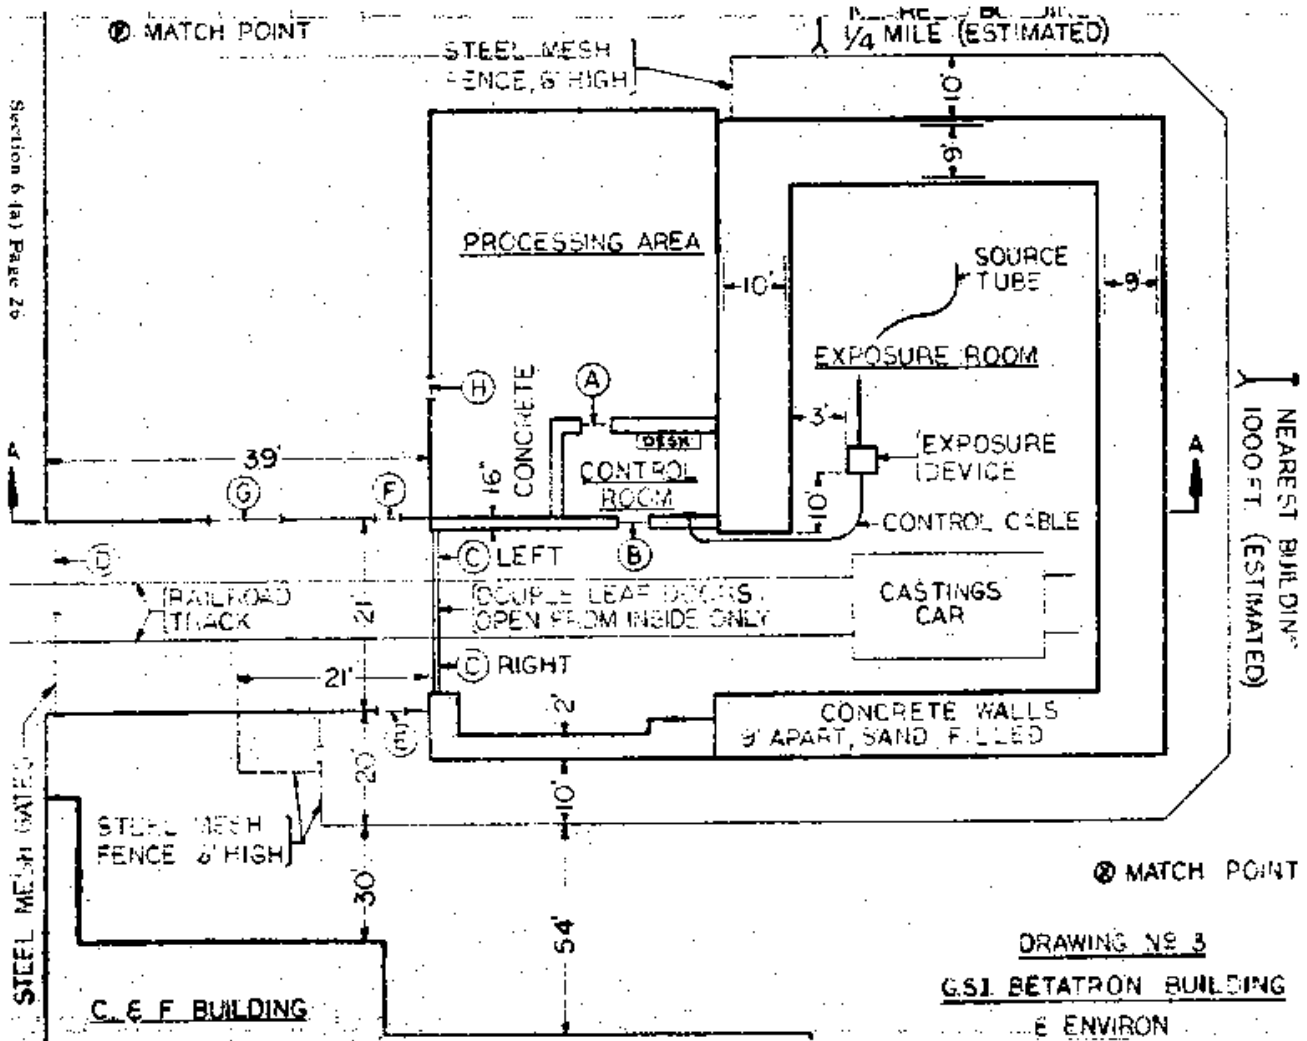 Ⓟ MATCH POINT
¼ MILE (ESTIMATED)
STEEL MESH
FENCE, 6' HIGH
10'
9'
Section 6 (a) Page 26
PROCESSING AREA
SOURCE
TUBE
10'
9'
EXPOSURE ROOM
H
CONCRETE
A
3'
DESK
EXPOSURE
DEVICE
NEAREST BUILDING
1000 FT. (ESTIMATED)
A
39'
16"
CONTROL
ROOM
10'
A
G
F
CONTROL CABLE
B
D
C LEFT
RAILROAD
TRACK
21'
DOUBLE LEAF DOORS
OPEN FROM INSIDE ONLY
CASTINGS
CAR
C RIGHT
21'
2'
CONCRETE WALLS
9' APART, SAND FILLED
E
20'
10'
STEEL MESH GATES
STEEL MESH
FENCE 6' HIGH
30'
54'
MATCH POINT
DRAWING Nº 3
G.S.I. BETATRON BUILDING
& ENVIRON
C. & F BUILDING